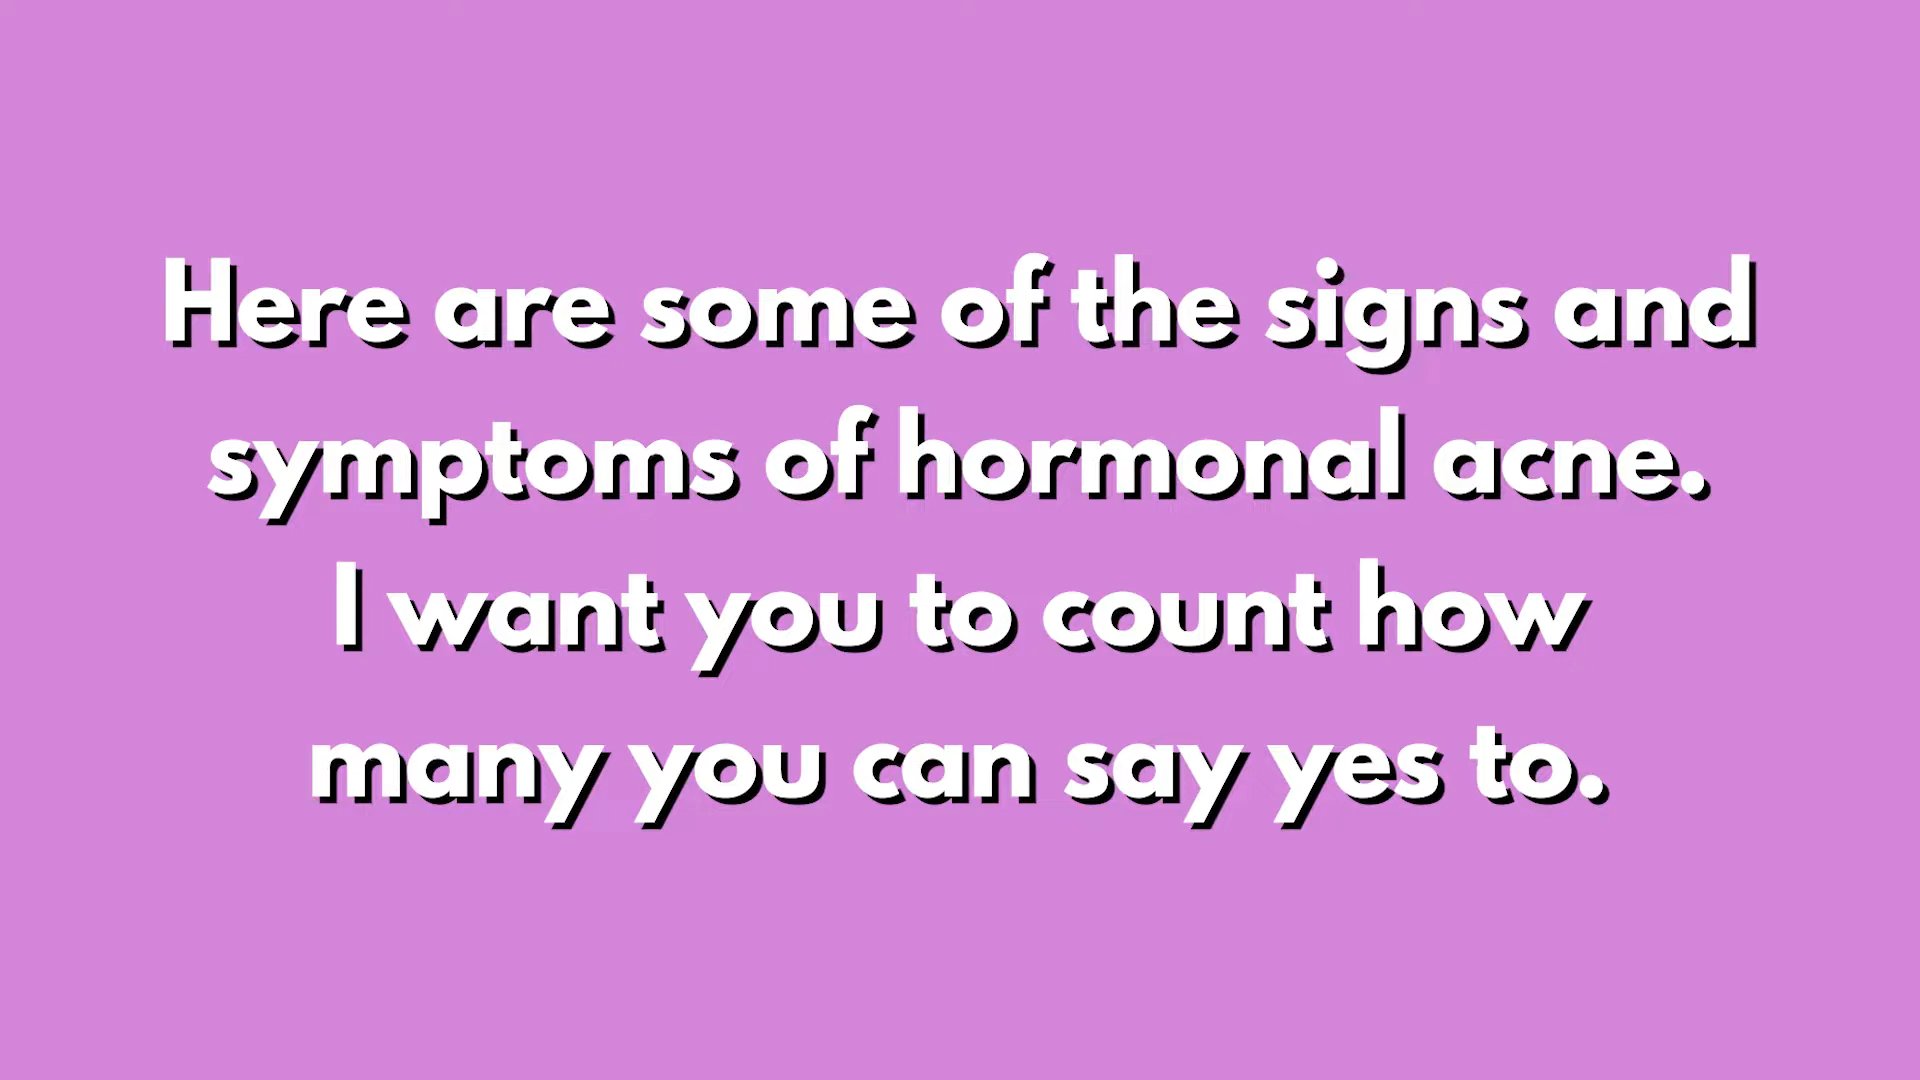 Here are some of the signs and
symptoms of hormonal acne.
I want you to count how
many you can say yes to.